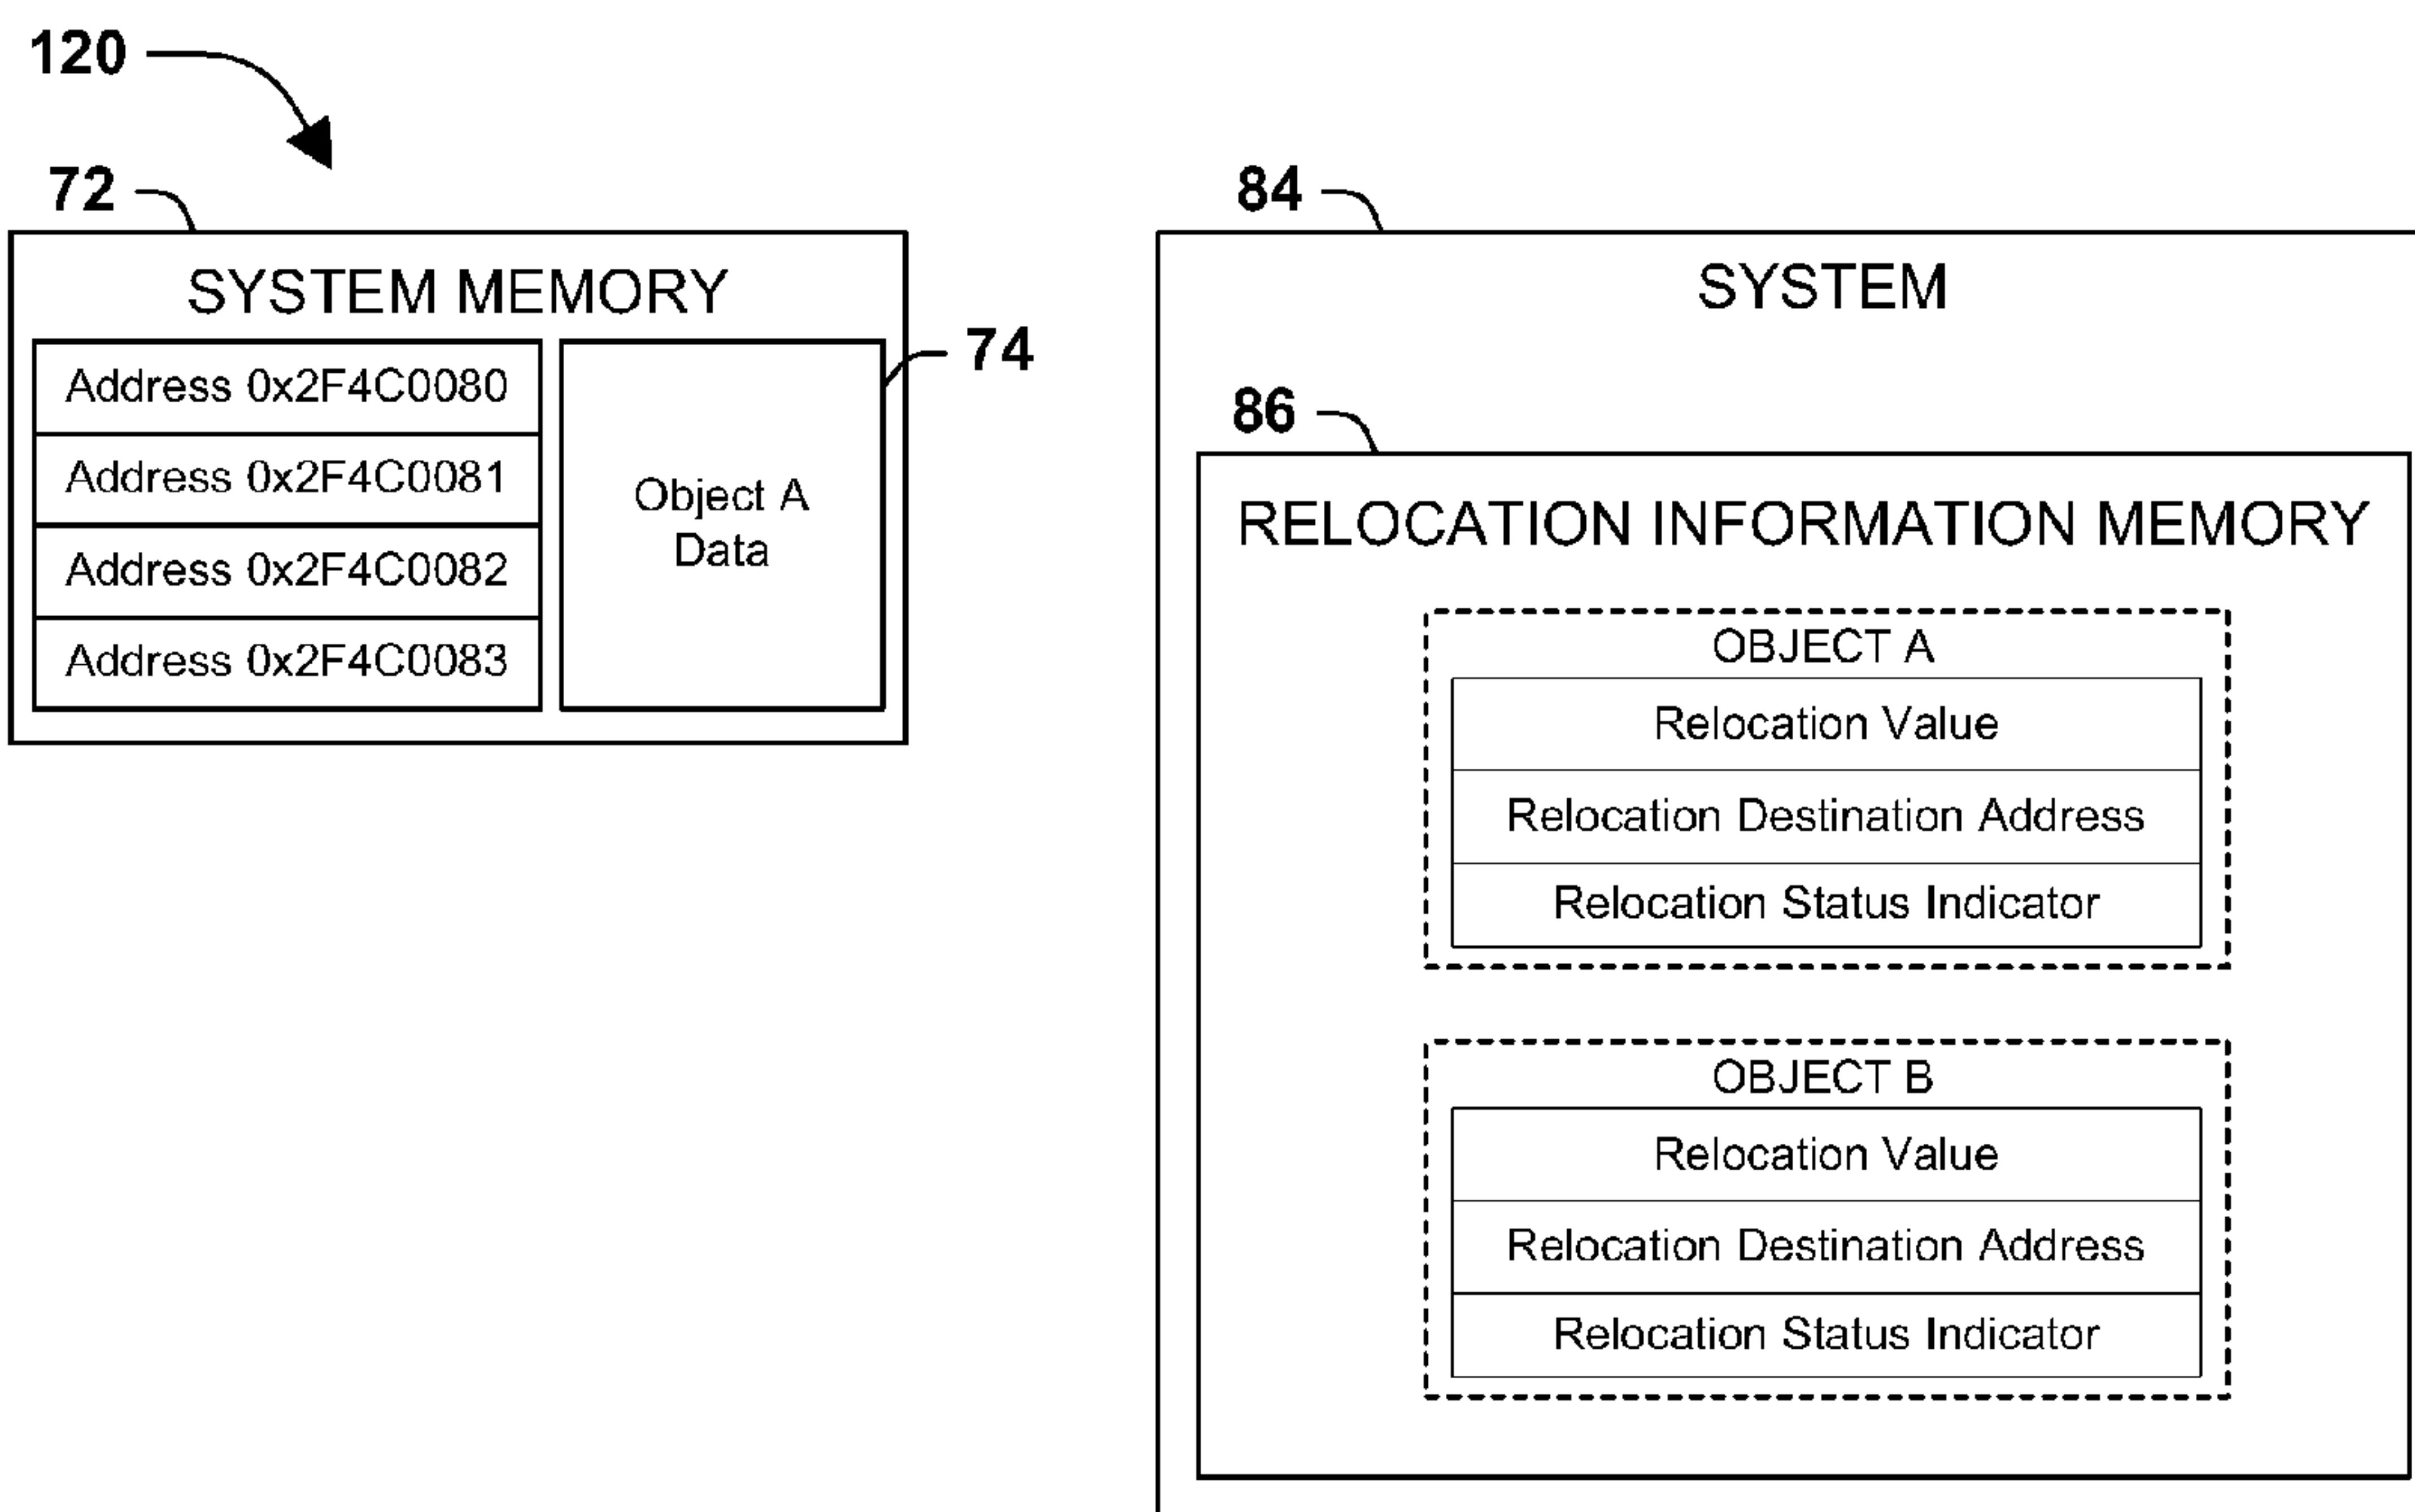 120
72
SYSTEM MEMORY
Address 0x2F4C0080
Address 0x2F4C0081
Address 0x2F4C0082
Address 0x2F4C0083
Object A
Data
74
84
SYSTEM
86
RELOCATION INFORMATION MEMORY
OBJECT A
Relocation Value
Relocation Destination Address
Relocation Status Indicator
OBJECT B
Relocation Value
Relocation Destination Address
Relocation Status Indicator